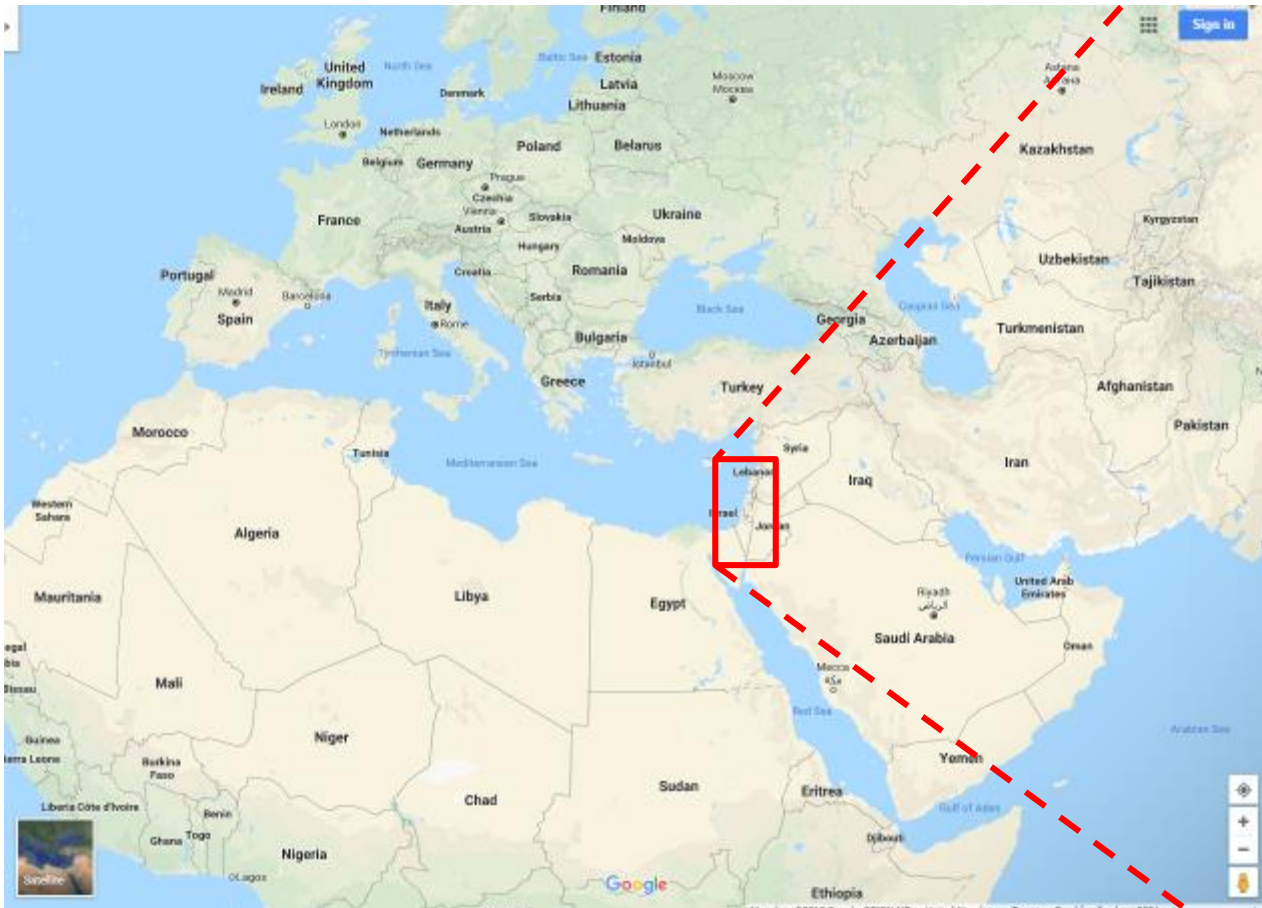 Finland
Sign in
Baltic Sea
Estonia
United
Kingdom
North Sea
Ireland
Latvia
Denmark
Moscow
Москва
Astana
Lithuania
London
Netherlands
Poland
Belarus
Kazakhstan
Belgium
Germany
Prague
Czechia
Vienna
Austria
Slovakia
Ukraine
France
Kyrgyzstan
Moldova
Hungary
Uzbekistan
Croatia
Romania
Portugal
Tajikistan
Madrid
Barcelona
Serbia
Italy
Rome
Spain
Black Sea
Caspian Sea
Georgia
Turkmenistan
Azerbaijan
Bulgaria
Tyrrhenian Sea
Istanbul
Greece
Turkey
Afghanistan
Pakistan
Morocco
Tunisia
Mediterranean Sea
Syria
Iran
Lebanon
Iraq
Western
Sahara
Israel
Jordan
Algeria
Persian Gulf
United Arab
Emirates
Mauritania
Libya
Egypt
Riyadh
الرياض
Saudi Arabia
Oman
Mecca
مكة
Mali
Red Sea
Arabian Sea
Guinea
Niger
Yemen
Sierra Leone
Burkina
Faso
Chad
Sudan
Eritrea
Liberia
Côte d'Ivoire
Benin
Gulf of Aden
Ghana
Togo
Djibouti
Nigeria
Satellite
Lagos
Google
Ethiopia